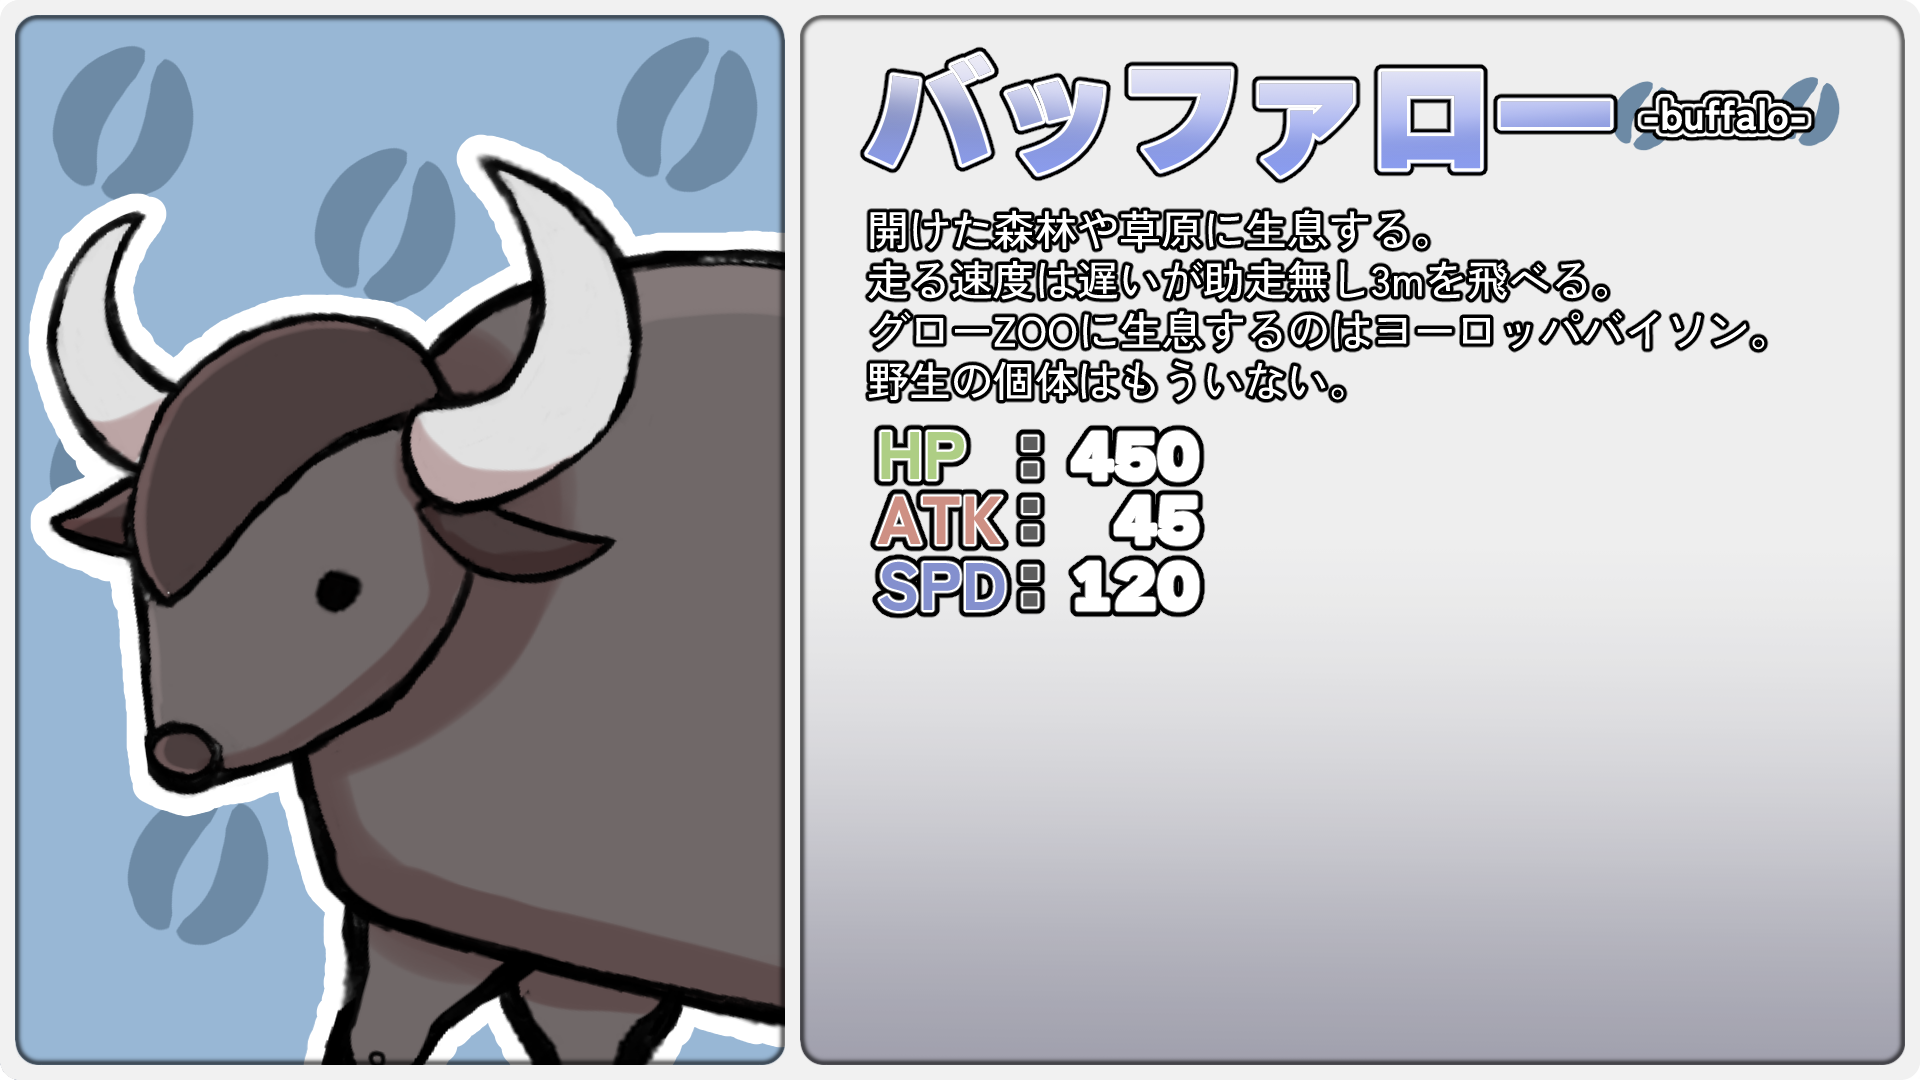 バッファロー -buffalo-
開けた森林や草原に生息する。
走る速度は遅いが助走無し3mを飛べる。
グローZOOに生息するのはヨーロッパバイソン。
野生の個体はもういない。
HP : 450
ATK : 45
SPD : 120